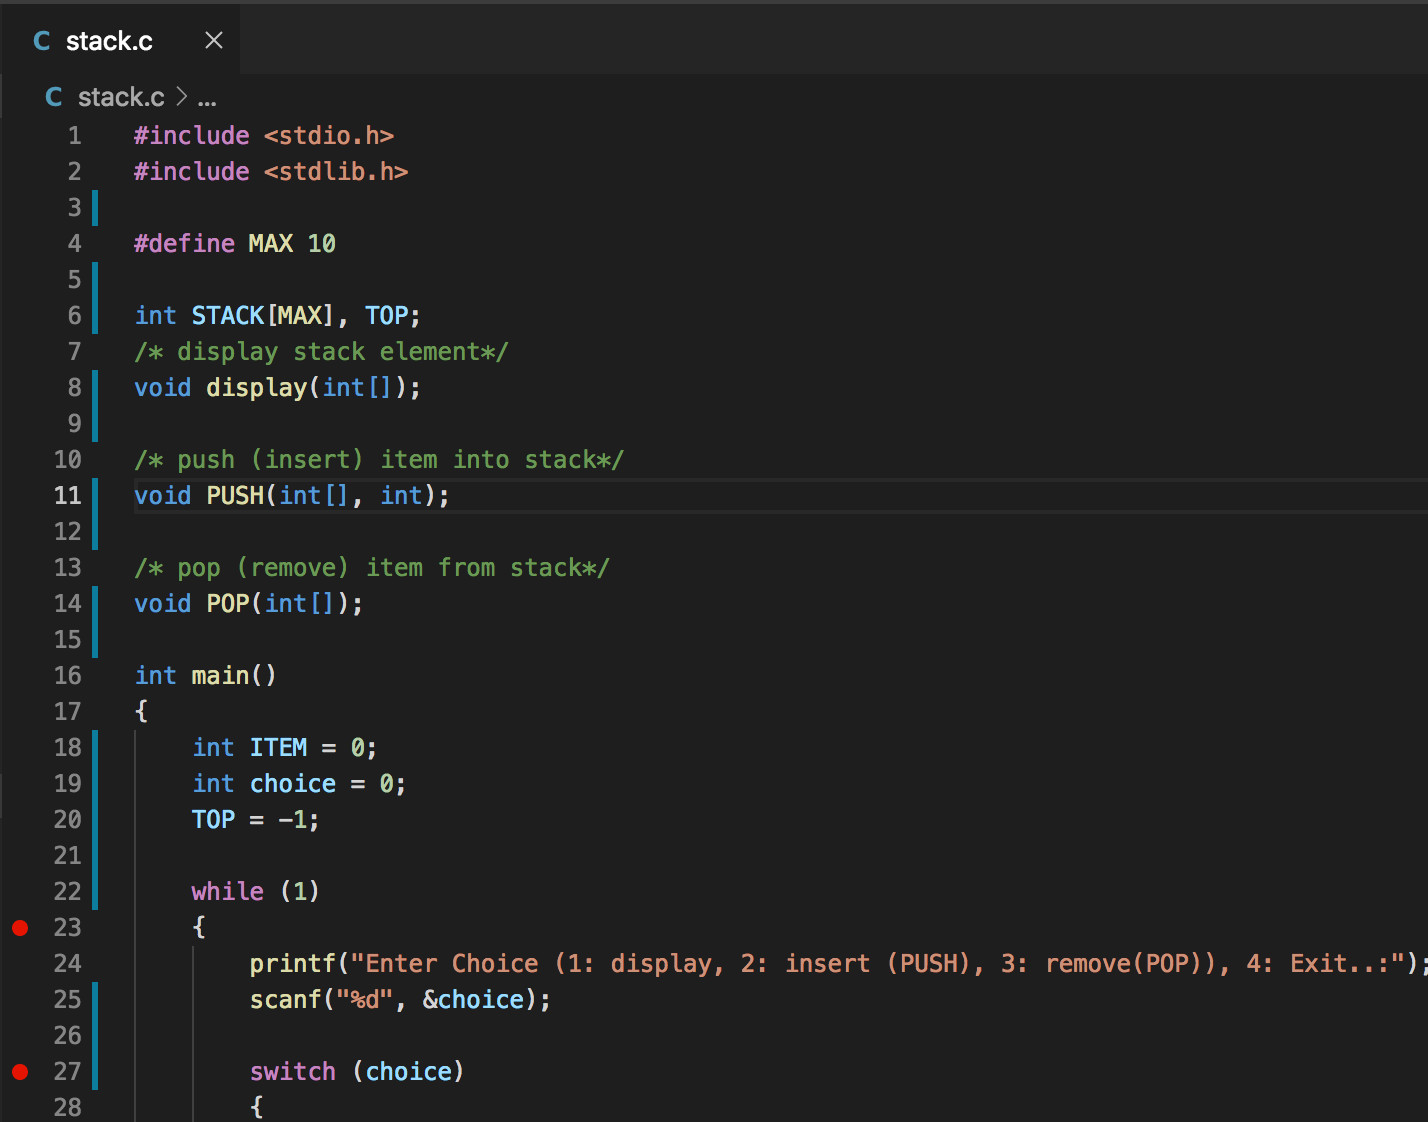 C stack.c ×
C stack.c > ...
1 #include <stdio.h>
2 #include <stdlib.h>
3
4 #define MAX 10
5
6 int STACK[MAX], TOP;
7 /* display stack element*/
8 void display(int[]);
9
10 /* push (insert) item into stack*/
11 void PUSH(int[], int);
12
13 /* pop (remove) item from stack*/
14 void POP(int[]);
15
16 int main()
17 {
18 int ITEM = 0;
19 int choice = 0;
20 TOP = -1;
21
22 while (1)
23 {
24 printf("Enter Choice (1: display, 2: insert (PUSH), 3: remove(POP)), 4: Exit..:");
25 scanf("%d", &choice);
26
27 switch (choice)
28 {